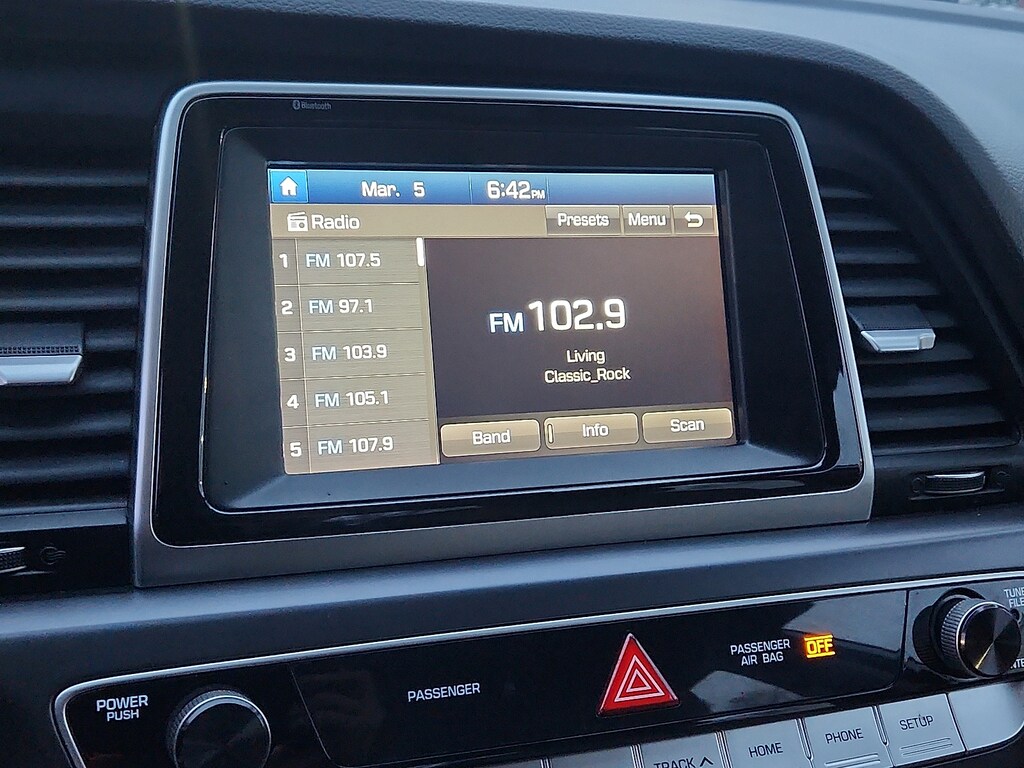 Bluetooth
Mar. 5 6:42PM
Radio Presets Menu
1 FM 107.5
2 FM 97.1
3 FM 103.9
4 FM 105.1
5 FM 107.9
FM 102.9
Living
Classic_Rock
Band Info Scan
POWER
PUSH
PASSENGER
PASSENGER
AIR BAG
OFF
TUNE
FILE
TRACK
HOME
PHONE
SETUP